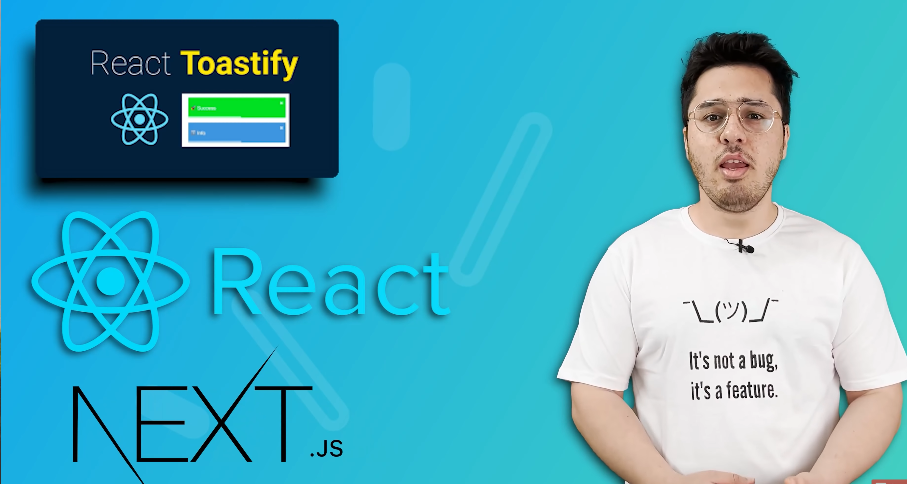 React Toastify
Success
Info
React
NEXT
.JS
¯\_(ツ)_/¯
It's not a bug,
it's a feature.